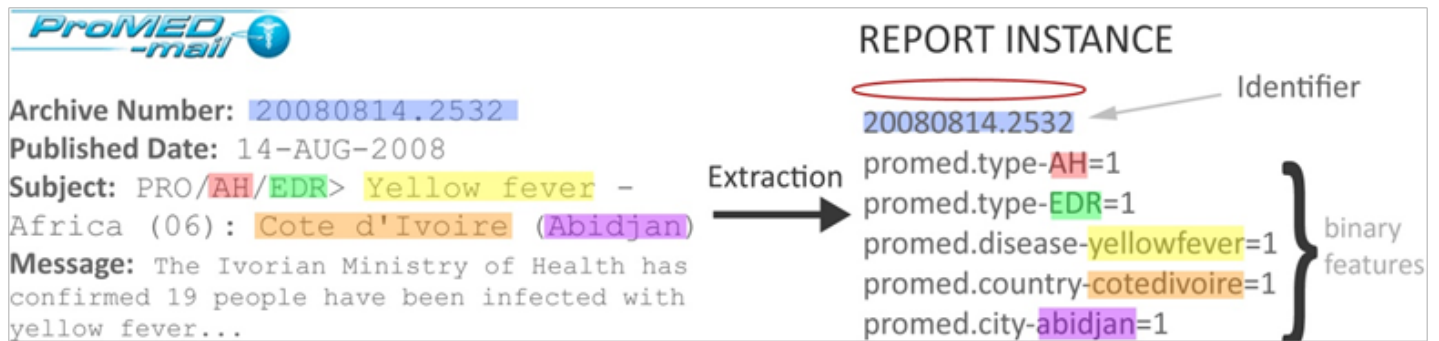 ProMED
-mail
Archive Number: 20080814.2532
Published Date: 14-AUG-2008
Subject: PRO/AH/EDR> Yellow fever -
Africa (06): Cote d'Ivoire (Abidjan)
Message: The Ivorian Ministry of Health has
confirmed 19 people have been infected with
yellow fever...
Extraction
REPORT INSTANCE
Identifier
20080814.2532
promed.type-AH=1
promed.type-EDR=1
promed.disease-yellowfever=1
promed.country-cotedivoire=1
promed.city-abidjan=1
binary
features